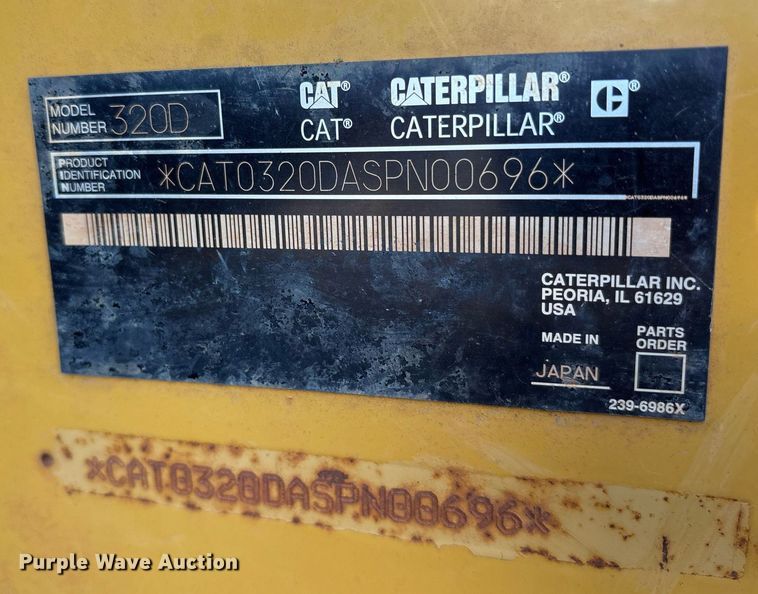 MODEL NUMBER 320D
CAT® CATERPILLAR® C®
CAT® CATERPILLAR®
PRODUCT IDENTIFICATION NUMBER *CAT0320DASPN00696*
*CAT0320DASPN00696*
CATERPILLAR INC.
PEORIA, IL 61629
USA
MADE IN JAPAN
PARTS ORDER
239-6986X
*CAT0320DASPN00696*
Purple Wave Auction